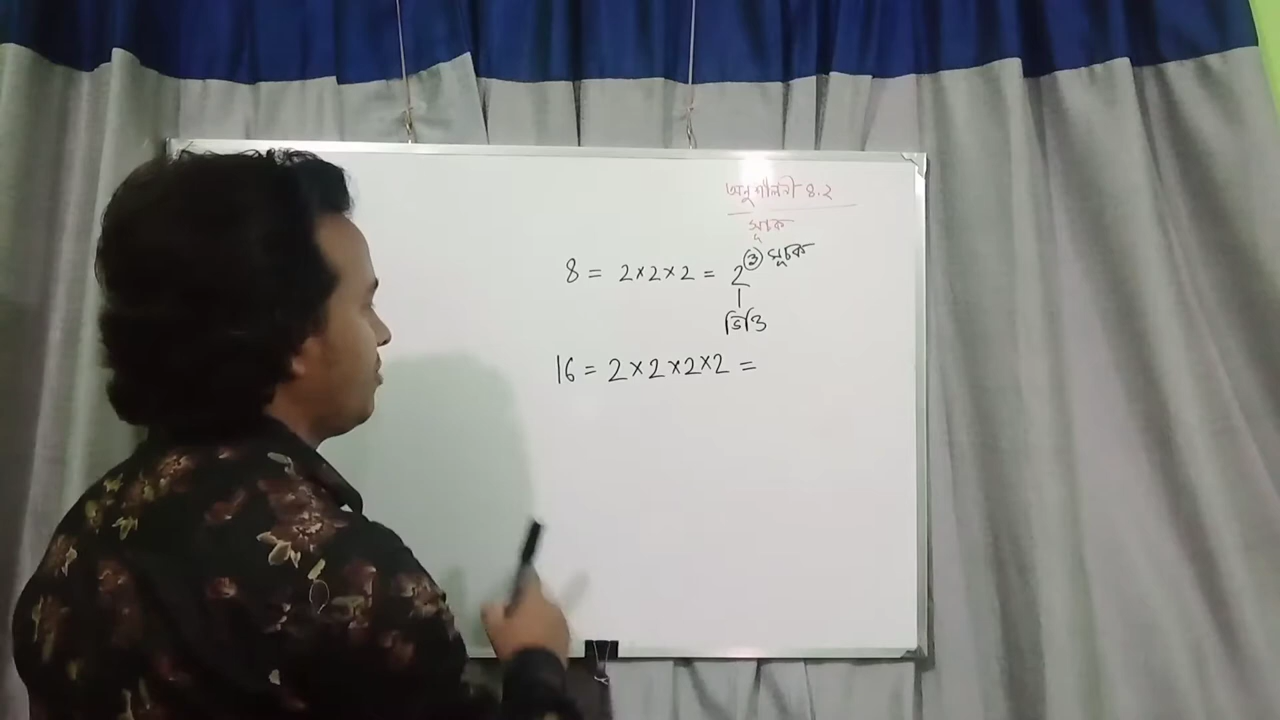 অনুশীলনী ৪.২
সূচক
8 = 2×2×2 = 2³ সূচক
ভিত্তি
16 = 2×2×2×2 =